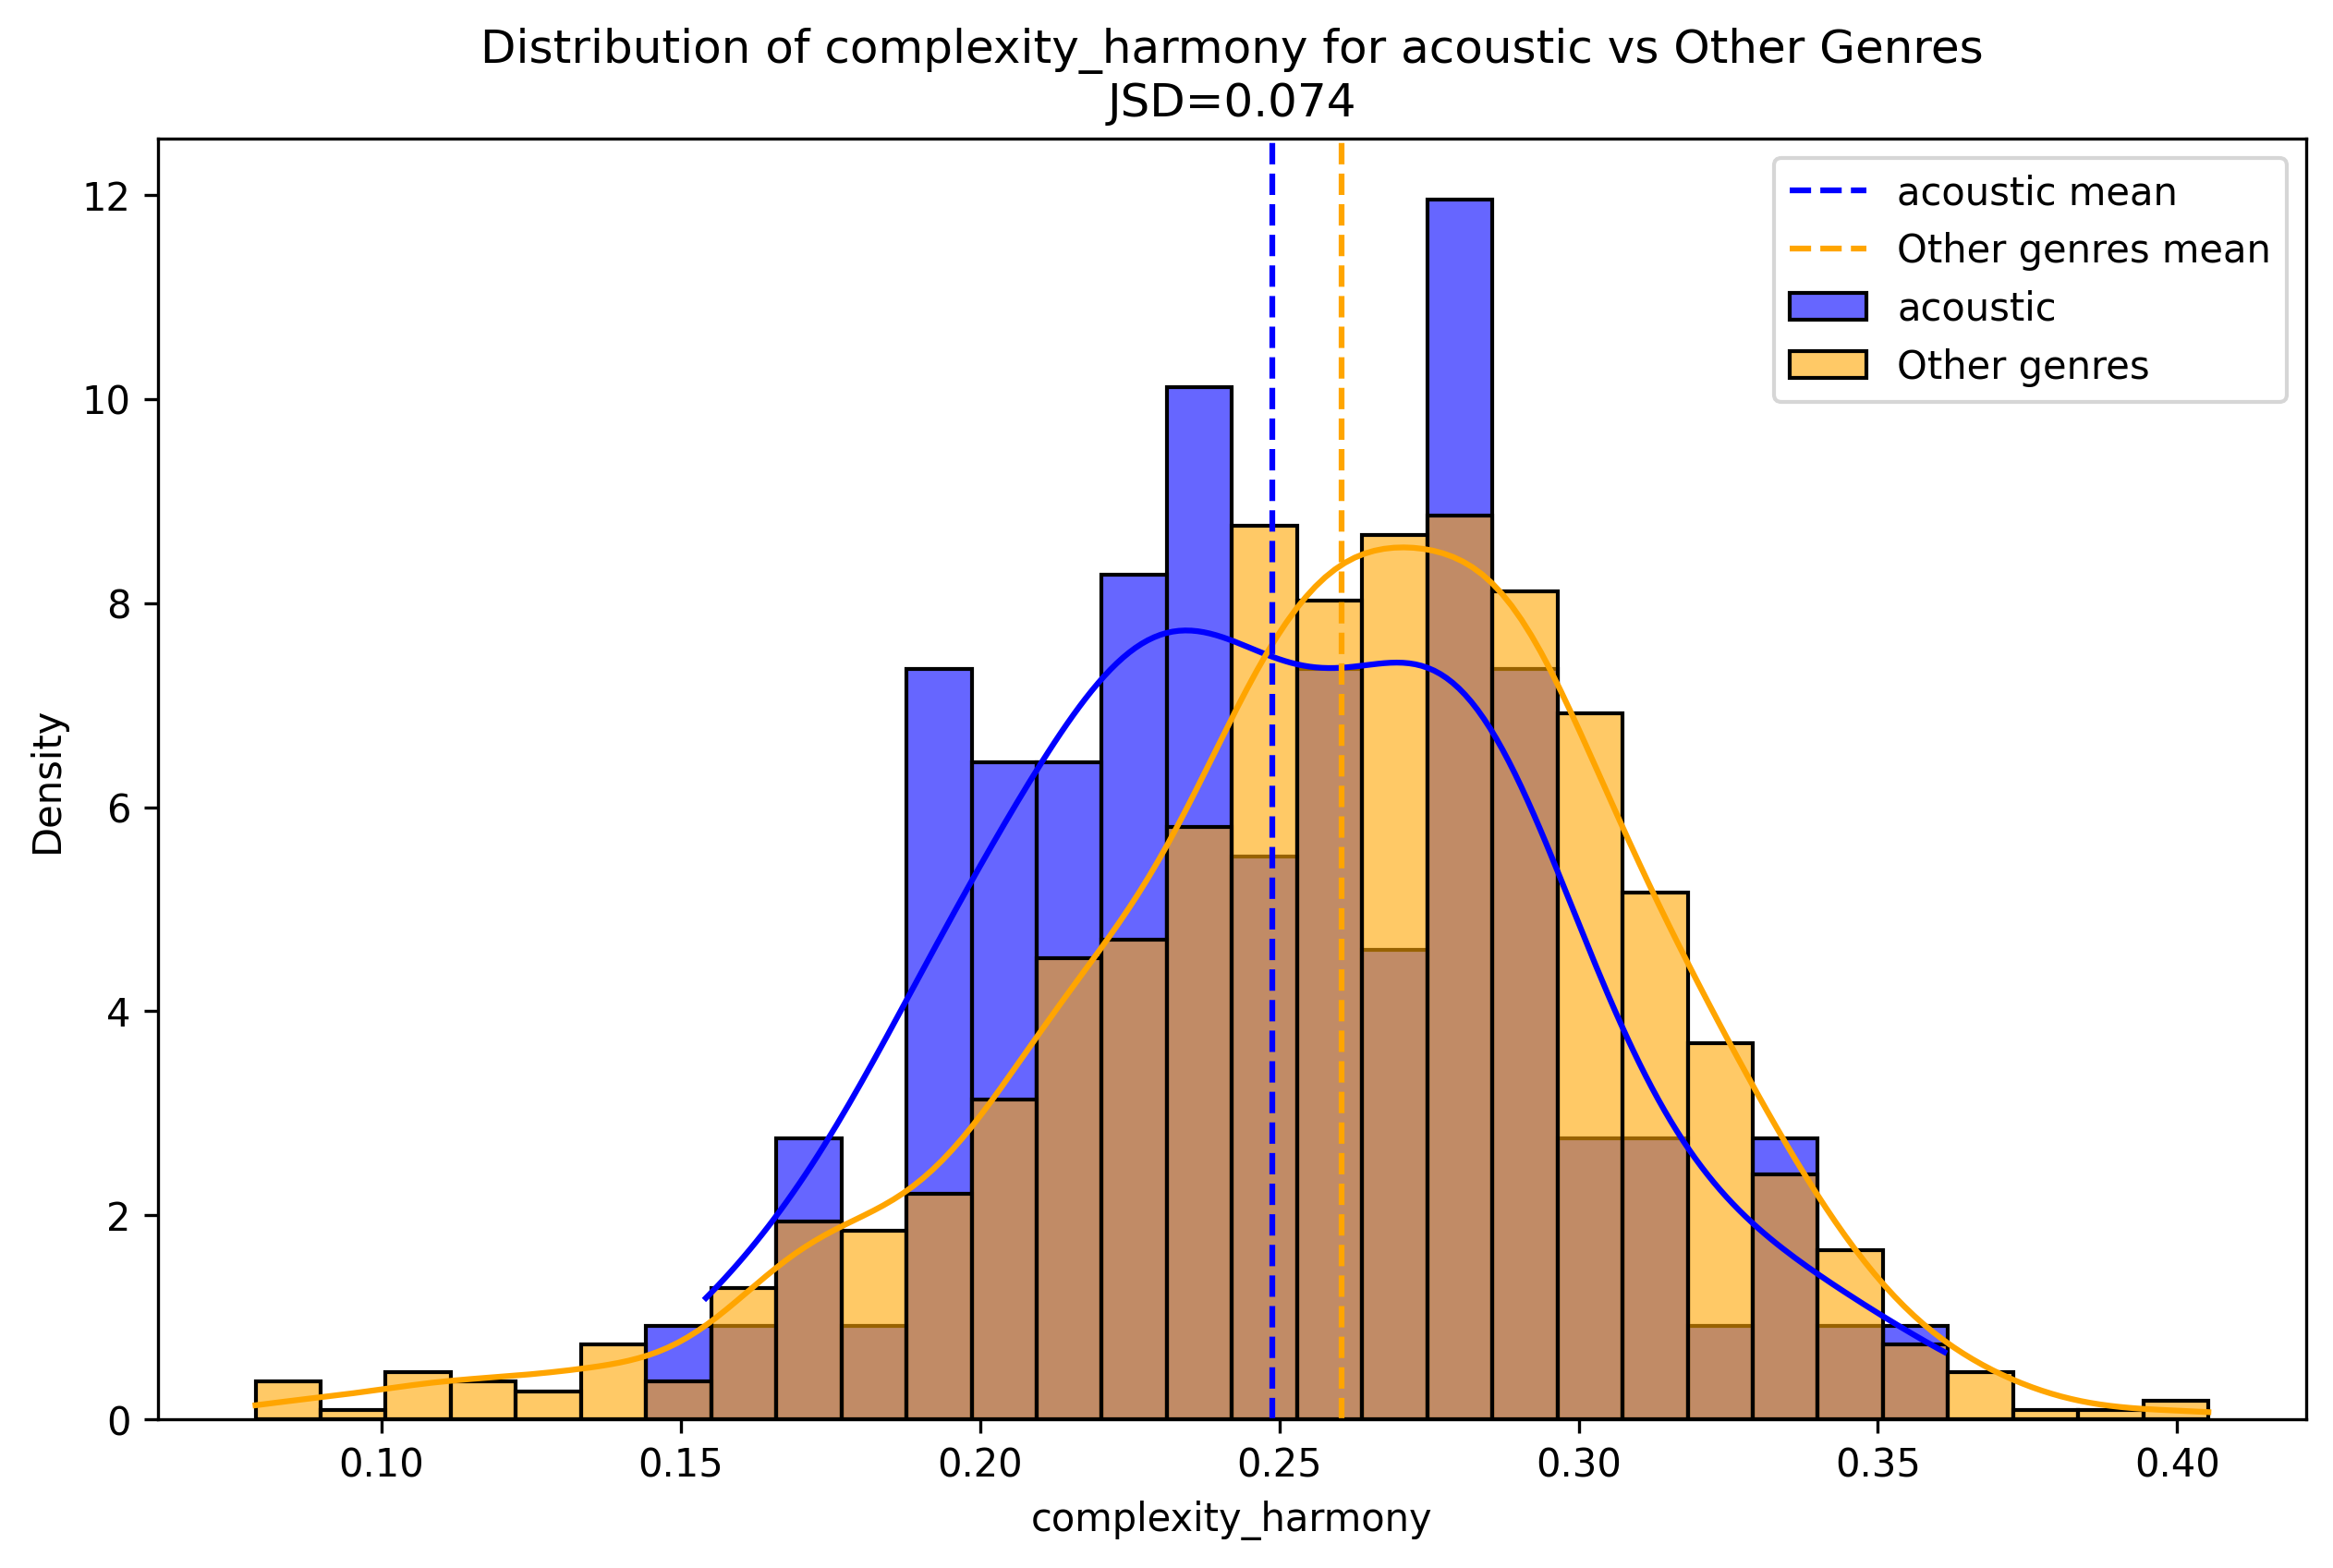 Distribution of complexity_harmony for acoustic vs Other Genres
JSD=0.074
acoustic mean
Other genres mean
acoustic
Other genres
Density
12
10
8
6
4
2
0
0.10 0.15 0.20 0.25 0.30 0.35 0.40
complexity_harmony